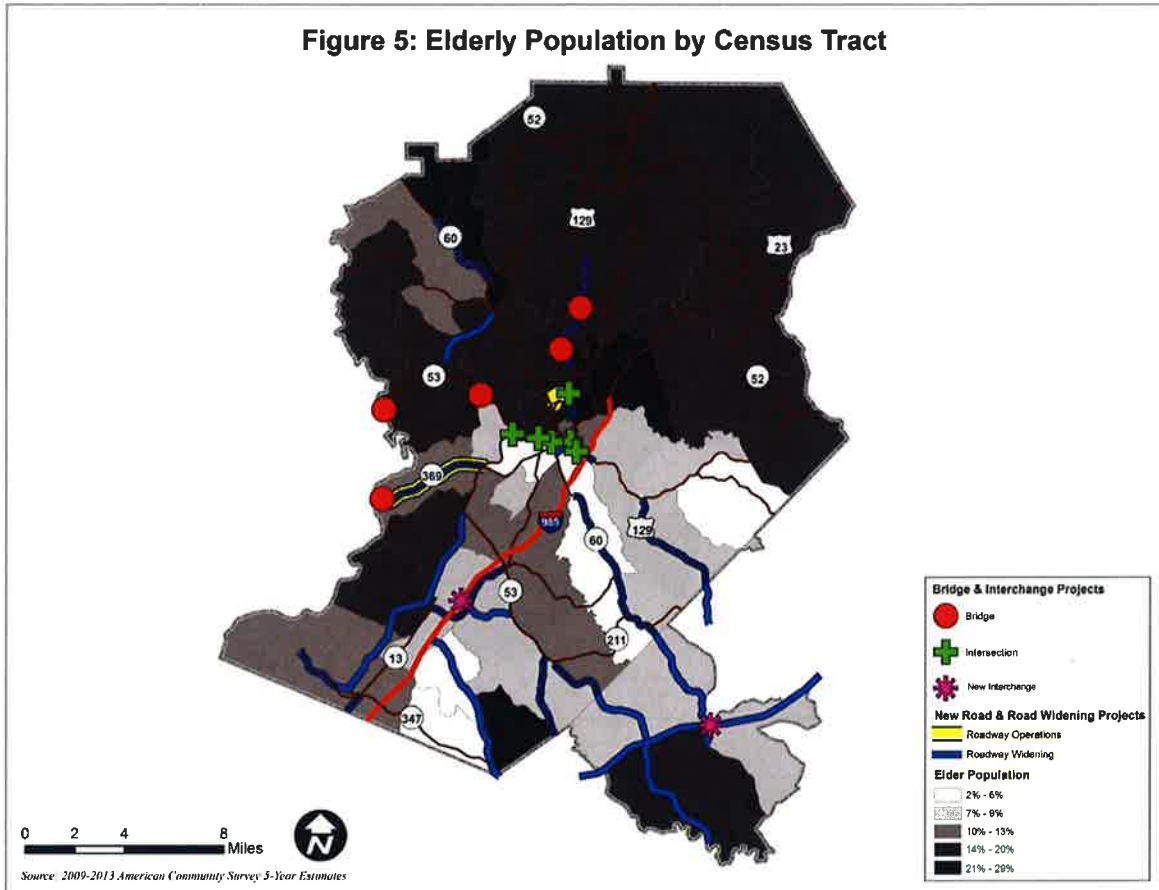 Figure 5: Elderly Population by Census Tract
52
129
23
60
53
52
369
985
60
129
53
211
13
347
Bridge & Interchange Projects
Bridge
Intersection
New Interchange
New Road & Road Widening Projects
Roadway Operations
Roadway Widening
Elder Population
2% - 6%
7% - 9%
10% - 13%
14% - 20%
21% - 29%
0 2 4 8
Miles
N
Source: 2009-2013 American Community Survey 5-Year Estimates